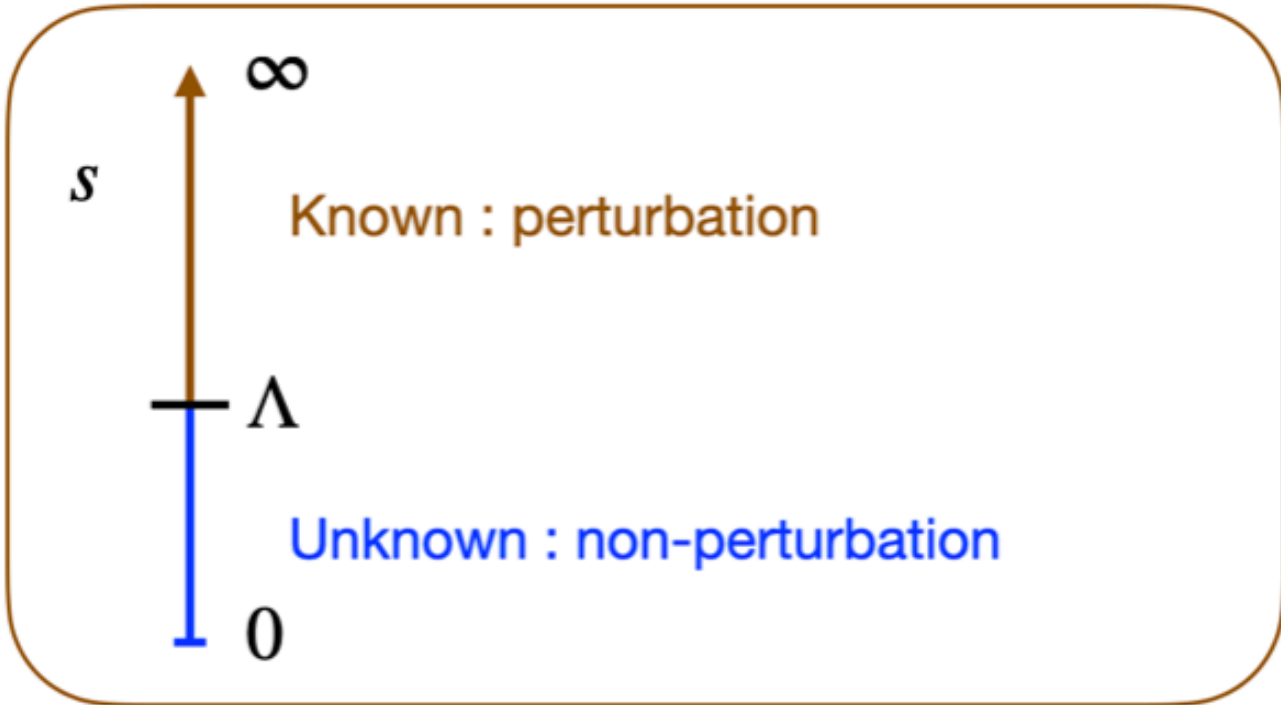 ∞
s
Known : perturbation
Λ
Unknown : non-perturbation
0